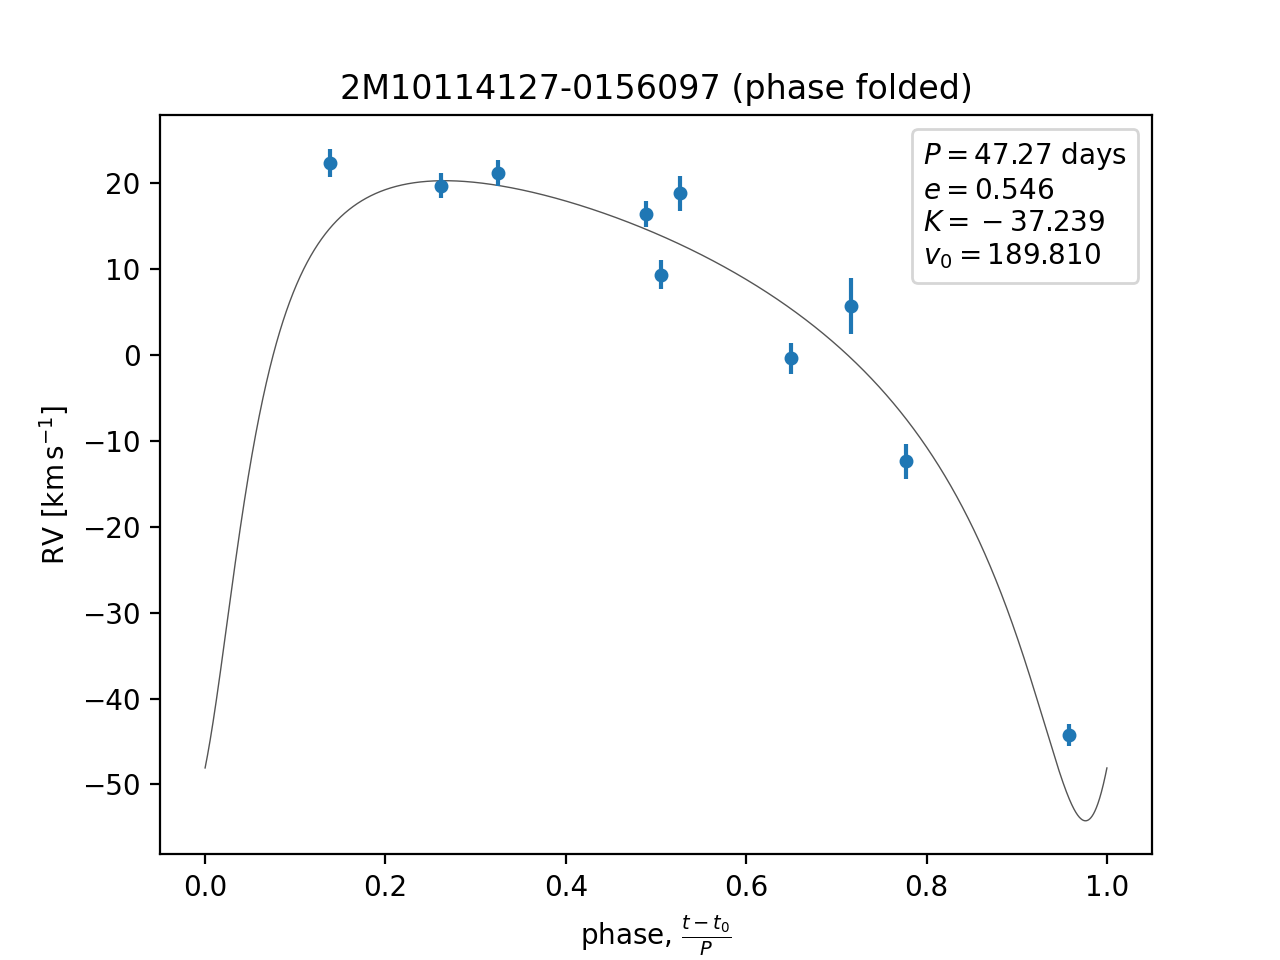 2M10114127-0156097 (phase folded)
P = 47.27 days
e = 0.546
K = −37.239
v₀ = 189.810
RV [km s⁻¹]
20
10
0
−10
−20
−30
−40
−50
0.0 0.2 0.4 0.6 0.8 1.0
phase, (t − t₀)/P